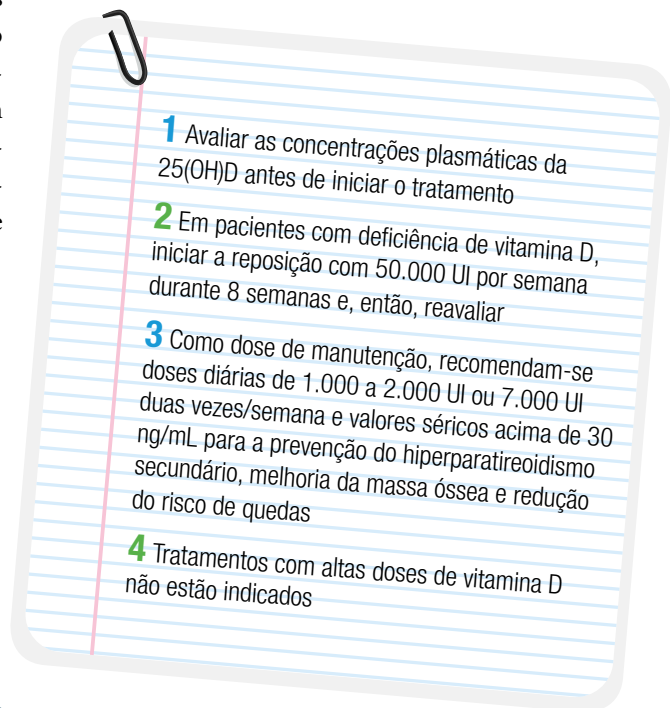 1 Avaliar as concentrações plasmáticas da
25(OH)D antes de iniciar o tratamento
2 Em pacientes com deficiência de vitamina D,
iniciar a reposição com 50.000 UI por semana
durante 8 semanas e, então, reavaliar
3 Como dose de manutenção, recomendam-se
doses diárias de 1.000 a 2.000 UI ou 7.000 UI
duas vezes/semana e valores séricos acima de 30
ng/mL para a prevenção do hiperparatireoidismo
secundário, melhoria da massa óssea e redução
do risco de quedas
4 Tratamentos com altas doses de vitamina D
não estão indicados